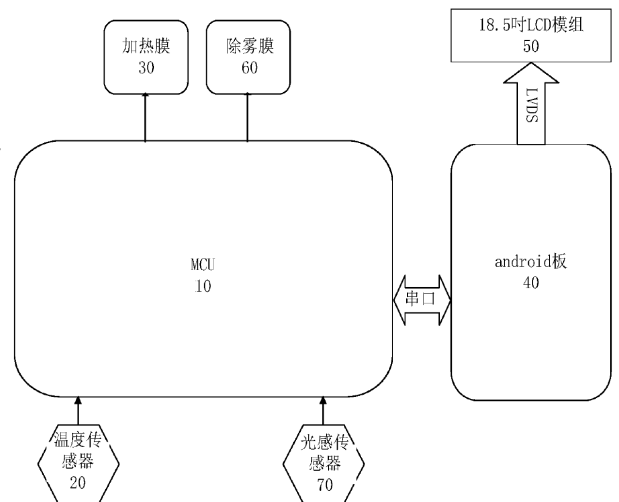 加热膜
30
除雾膜
60
18.5吋LCD模组
50
LVDS
MCU
10
串口
android板
40
温度传
感器
20
光感传
感器
70